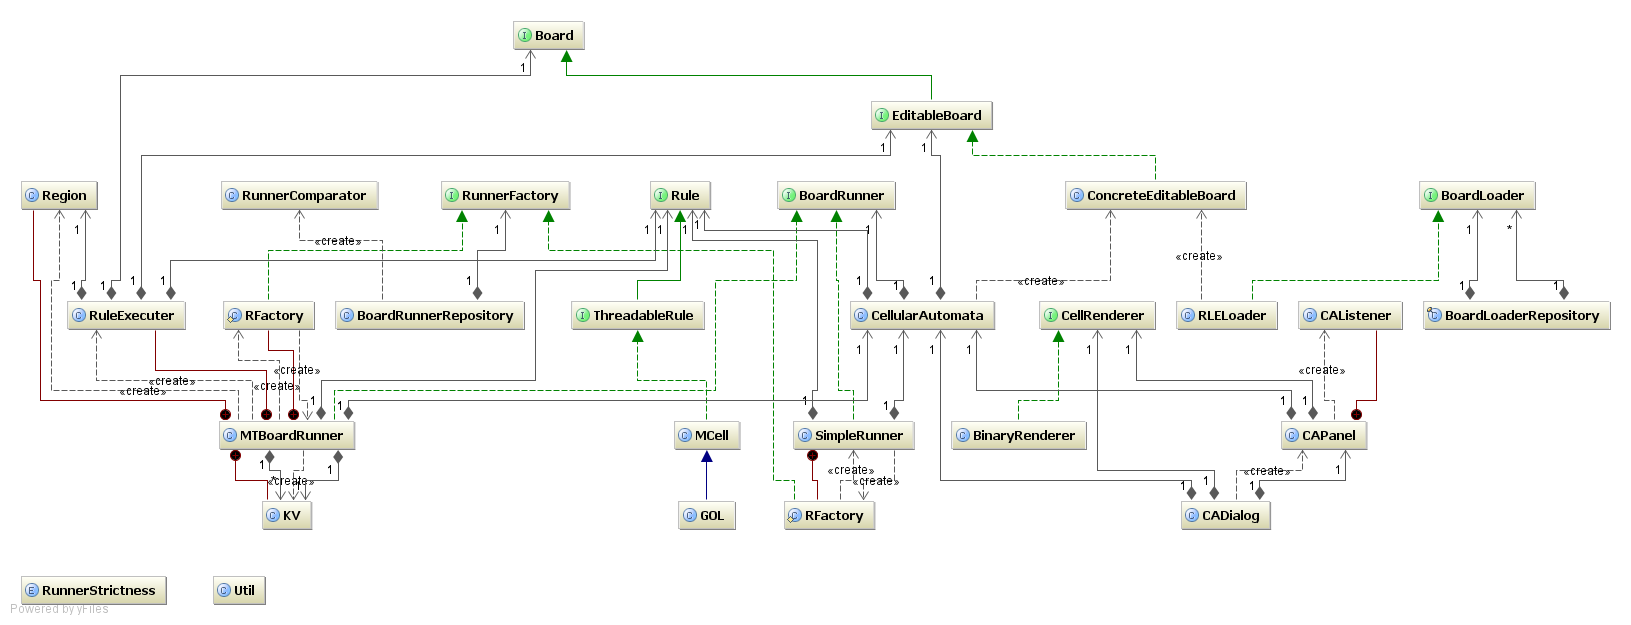 I Board
1
I EditableBoard
1
1
C Region
C RunnerComparator
I RunnerFactory
I Rule
I BoardRunner
C ConcreteEditableBoard
I BoardLoader
1
1
1
1
1
1
1
*
«create»
«create»
«create»
1
1
1
1
1
1
1
1
1
1
C RuleExecuter
C RFactory
C BoardRunnerRepository
I ThreadableRule
C CellularAutomata
I CellRenderer
C RLELoader
C CAListener
C BoardLoaderRepository
1
1
1
1
1
1
«create»
«create»
«create»
«create»
«create»
1
1
1
1
1
1
C MTBoardRunner
C MCell
C SimpleRunner
C BinaryRenderer
C CAPanel
1
1
1
*
«create»
1
«create»
«create»
«create»
1
1
1
C KV
C GOL
C RFactory
C CADialog
E RunnerStrictness
C Util
Powered by yFiles